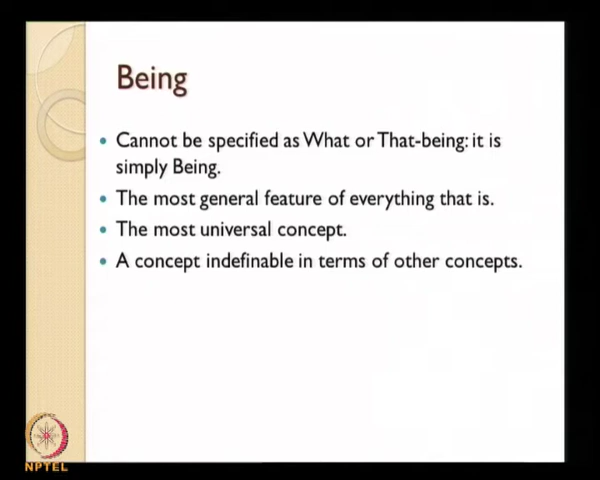 Being
Cannot be specified as What or That-being: it is
simply Being.
The most general feature of everything that is.
The most universal concept.
A concept indefinable in terms of other concepts.
NPTEL